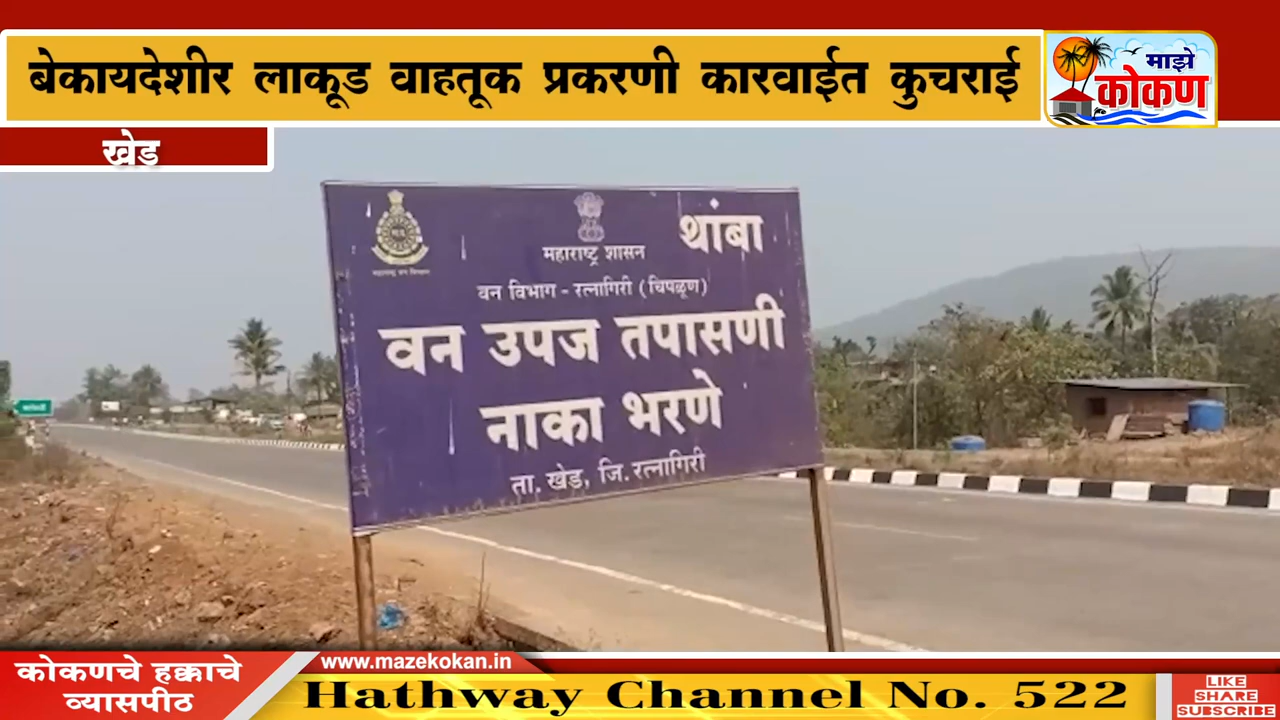 बेकायदेशीर लाकूड वाहतूक प्रकरणी कारवाईत कुचराई
माझे
कोकण
खेड
थांबा
महाराष्ट्र शासन
वन विभाग - रत्नागिरी (चिपळूण)
वन उपज तपासणी
नाका भरणे
ता. खेड, जि. रत्नागिरी
कोकणचे हक्काचे
व्यासपीठ
www.mazekokan.in
Hathway Channel No. 522
LIKE
SHARE
SUBSCRIBE